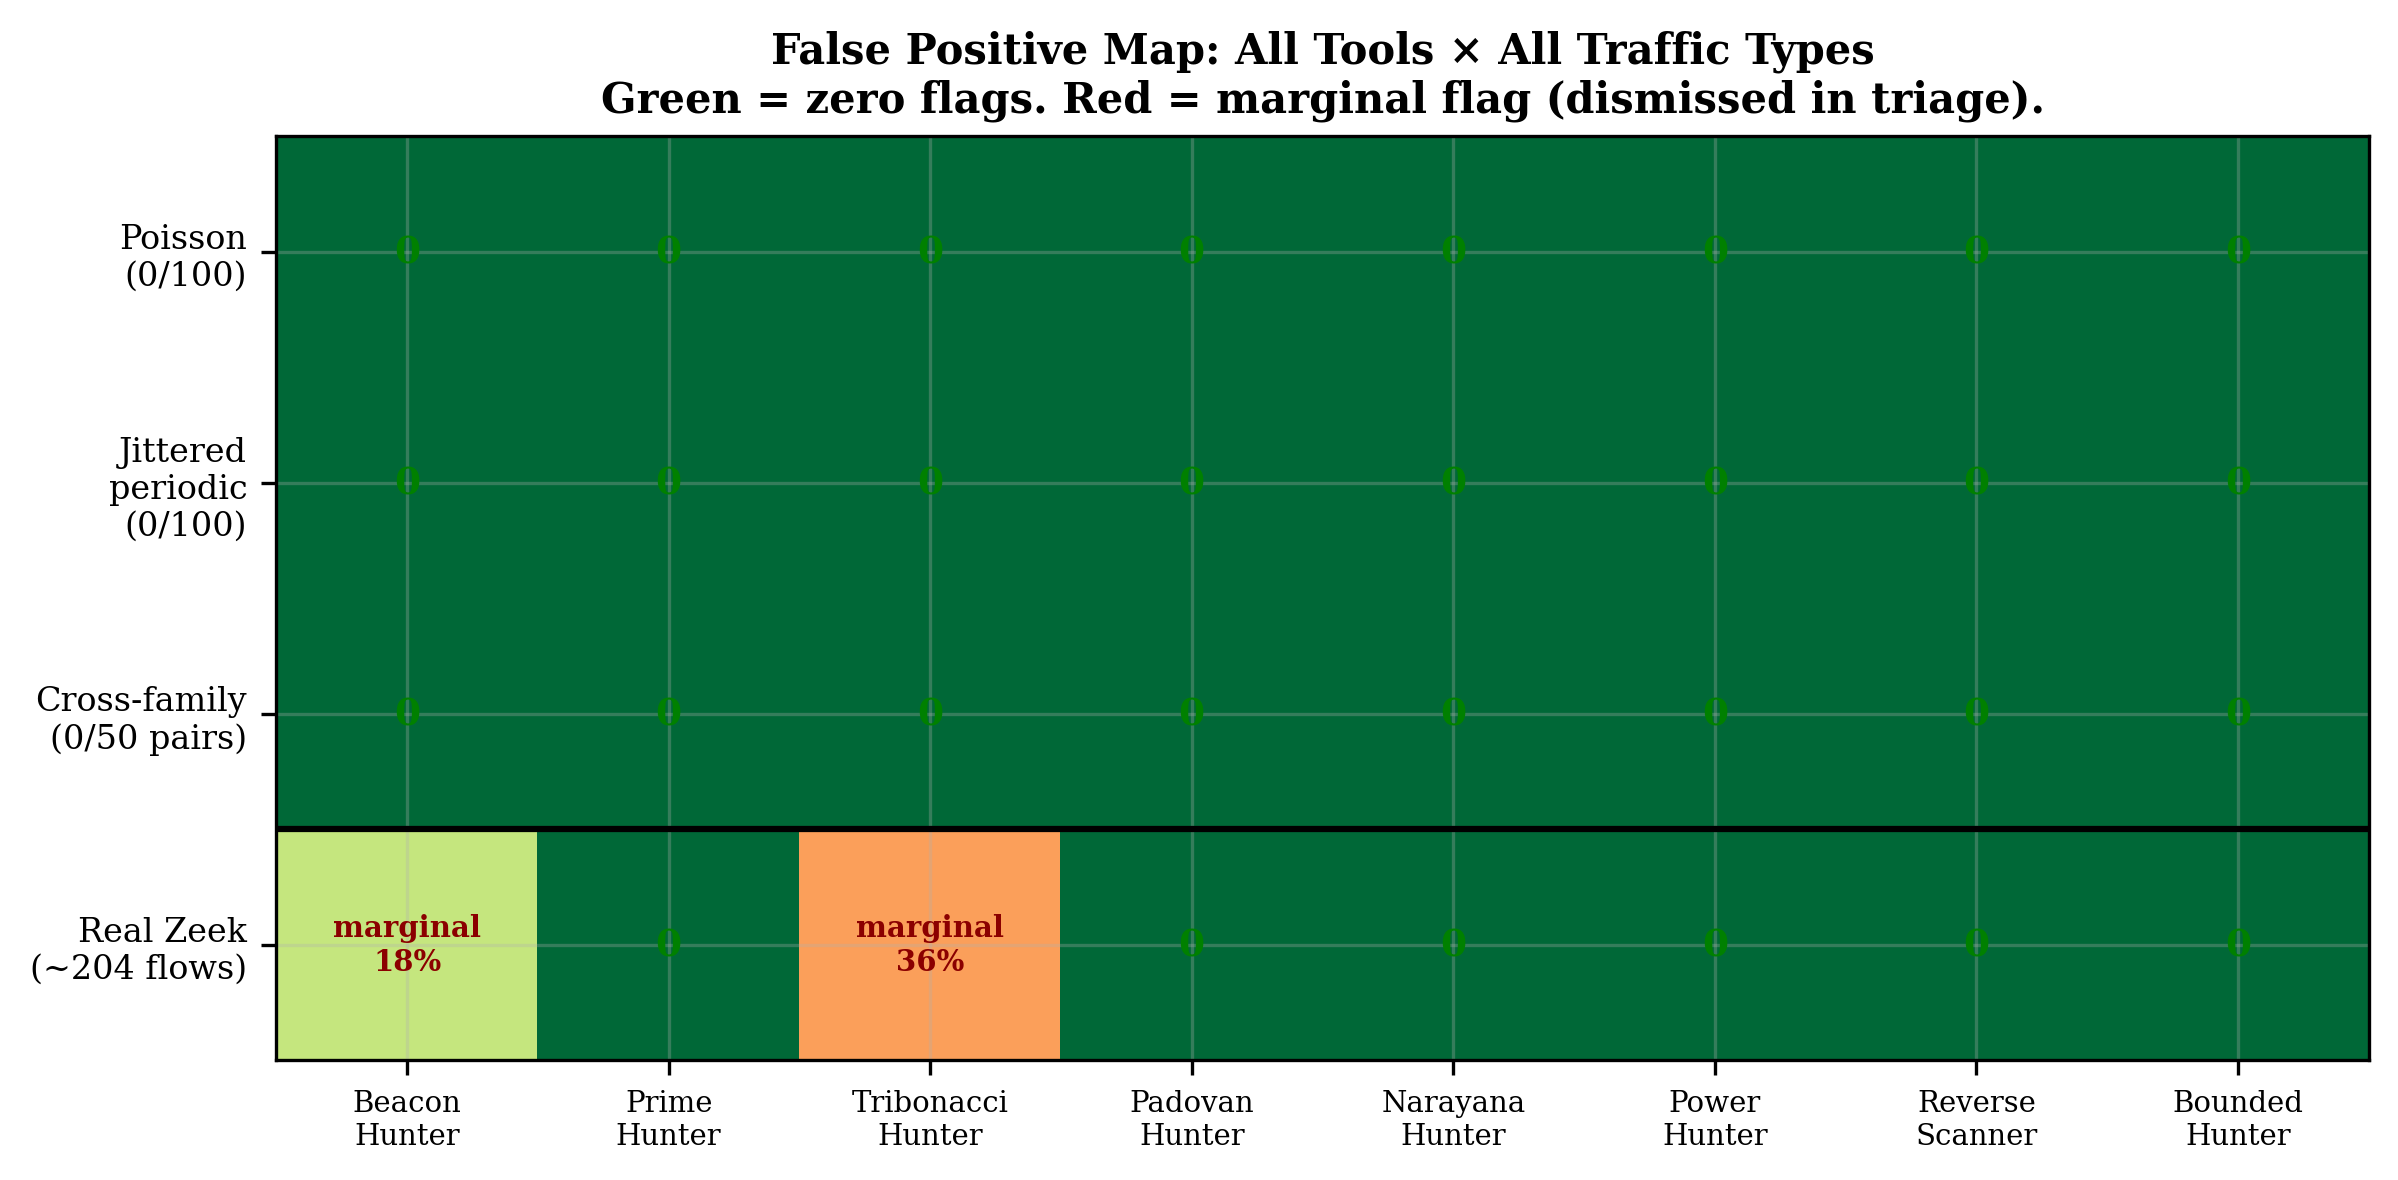 False Positive Map: All Tools × All Traffic Types
Green = zero flags. Red = marginal flag (dismissed in triage).
Poisson
(0/100)
0 0 0 0 0 0 0 0
Jittered
periodic
(0/100)
0 0 0 0 0 0 0 0
Cross-family
(0/50 pairs)
0 0 0 0 0 0 0 0
Real Zeek
(~204 flows)
marginal
18%
0
marginal
36%
0 0 0 0 0
Beacon
Hunter
Prime
Hunter
Tribonacci
Hunter
Padovan
Hunter
Narayana
Hunter
Power
Hunter
Reverse
Scanner
Bounded
Hunter